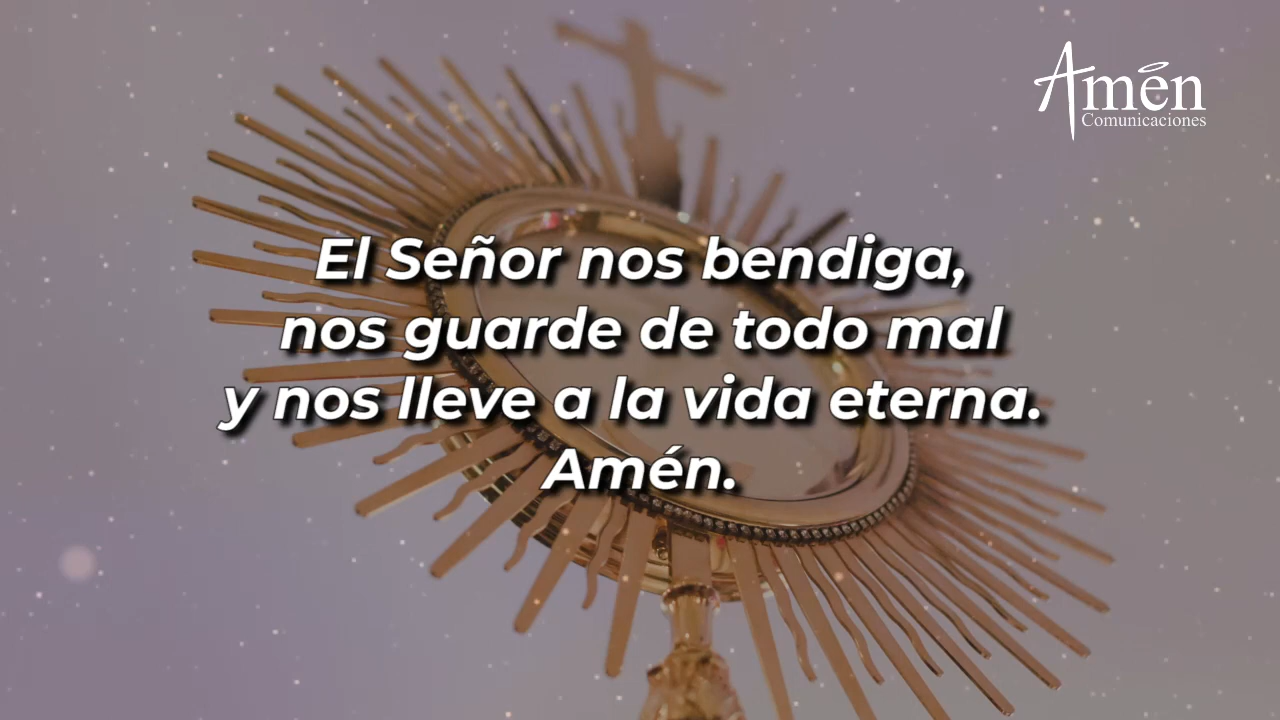 Amén
Comunicaciones
El Señor nos bendiga,
nos guarde de todo mal
y nos lleve a la vida eterna.
Amén.